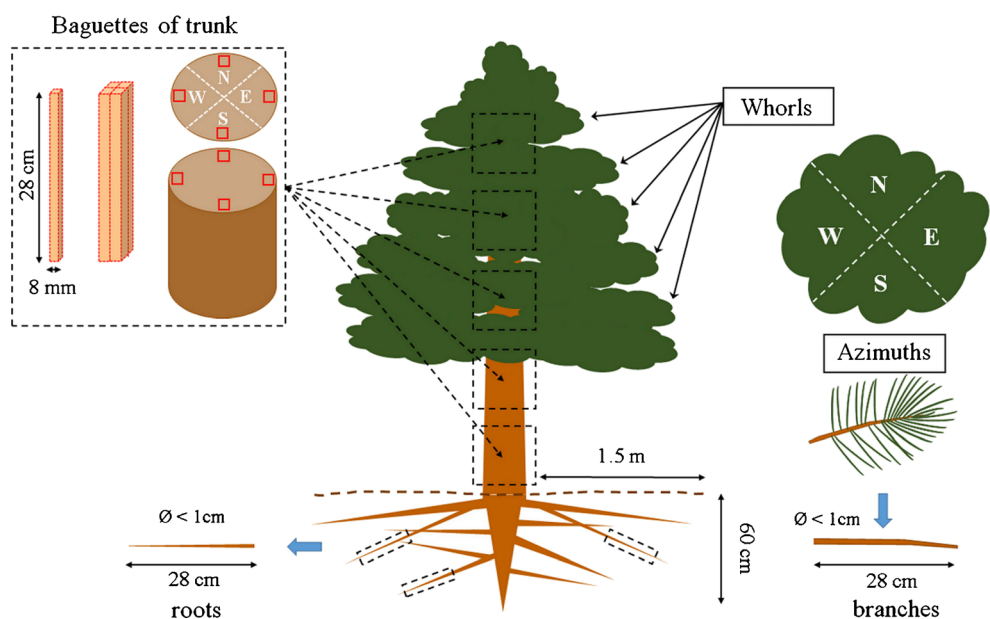 Baguettes of trunk
N
W E
S
28 cm
8 mm
Whorls
N
W E
S
Azimuths
1.5 m
60 cm
Ø < 1cm
28 cm
roots
Ø < 1cm
28 cm
branches